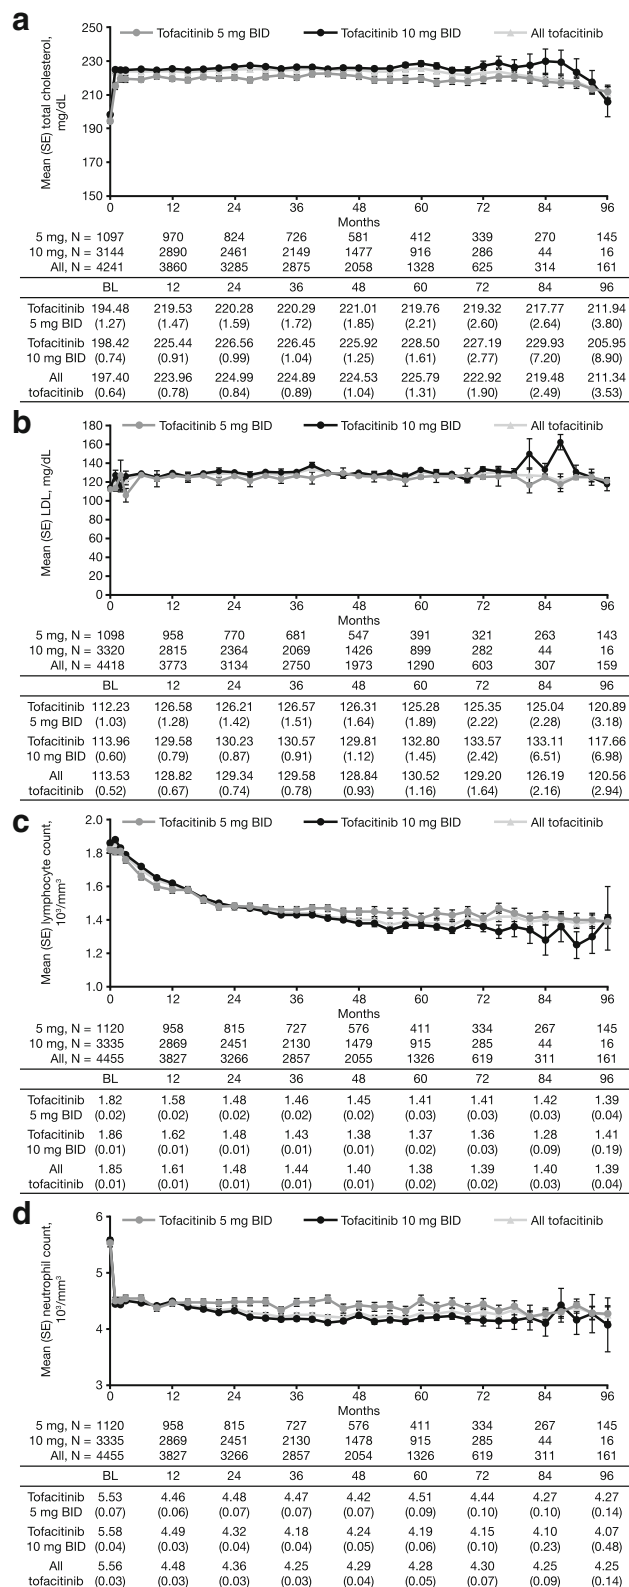 a
Tofacitinib 5 mg BID Tofacitinib 10 mg BID All tofacitinib
Mean (SE) total cholesterol,
mg/dL
250
230
210
190
170
150
0 12 24 36 48 60 72 84 96
Months
5 mg, N = 1097 970 824 726 581 412 339 270 145
10 mg, N = 3144 2890 2461 2149 1477 916 286 44 16
All, N = 4241 3860 3285 2875 2058 1328 625 314 161
BL 12 24 36 48 60 72 84 96
Tofacitinib 194.48 219.53 220.28 220.29 221.01 219.76 219.32 217.77 211.94
5 mg BID (1.27) (1.47) (1.59) (1.72) (1.85) (2.21) (2.60) (2.64) (3.80)
Tofacitinib 198.42 225.44 226.56 226.45 225.92 228.50 227.19 229.93 205.95
10 mg BID (0.74) (0.91) (0.99) (1.04) (1.25) (1.61) (2.77) (7.20) (8.90)
All 197.40 223.96 224.99 224.89 224.53 225.79 222.92 219.48 211.34
tofacitinib (0.64) (0.78) (0.84) (0.89) (1.04) (1.31) (1.90) (2.49) (3.53)
b
Tofacitinib 5 mg BID Tofacitinib 10 mg BID All tofacitinib
Mean (SE) LDL, mg/dL
180
160
140
120
100
80
60
40
20
0
0 12 24 36 48 60 72 84 96
Months
5 mg, N = 1098 958 770 681 547 391 321 263 143
10 mg, N = 3320 2815 2364 2069 1426 899 282 44 16
All, N = 4418 3773 3134 2750 1973 1290 603 307 159
BL 12 24 36 48 60 72 84 96
Tofacitinib 112.23 126.58 126.21 126.57 126.31 125.28 125.35 125.04 120.89
5 mg BID (1.03) (1.28) (1.42) (1.51) (1.64) (1.89) (2.22) (2.28) (3.18)
Tofacitinib 113.96 129.58 130.23 130.57 129.81 132.80 133.57 133.11 117.66
10 mg BID (0.60) (0.79) (0.87) (0.91) (1.12) (1.45) (2.42) (6.51) (6.98)
All 113.53 128.82 129.34 129.58 128.84 130.52 129.20 126.19 120.56
tofacitinib (0.52) (0.67) (0.74) (0.78) (0.93) (1.16) (1.64) (2.16) (2.94)
c
Tofacitinib 5 mg BID Tofacitinib 10 mg BID All tofacitinib
Mean (SE) lymphocyte count,
10³/mm³
2.0
1.8
1.6
1.4
1.2
1.0
0 12 24 36 48 60 72 84 96
Months
5 mg, N = 1120 958 815 727 576 411 334 267 145
10 mg, N = 3335 2869 2451 2130 1479 915 285 44 16
All, N = 4455 3827 3266 2857 2055 1326 619 311 161
BL 12 24 36 48 60 72 84 96
Tofacitinib 1.82 1.58 1.48 1.46 1.45 1.41 1.41 1.42 1.39
5 mg BID (0.02) (0.02) (0.02) (0.02) (0.02) (0.03) (0.03) (0.03) (0.04)
Tofacitinib 1.86 1.62 1.48 1.43 1.38 1.37 1.36 1.28 1.41
10 mg BID (0.01) (0.01) (0.01) (0.01) (0.01) (0.02) (0.03) (0.09) (0.19)
All 1.85 1.61 1.48 1.44 1.40 1.38 1.39 1.40 1.39
tofacitinib (0.01) (0.01) (0.01) (0.01) (0.01) (0.02) (0.02) (0.03) (0.04)
d
Tofacitinib 5 mg BID Tofacitinib 10 mg BID All tofacitinib
Mean (SE) neutrophil count,
10³/mm³
6
5
4
3
0 12 24 36 48 60 72 84 96
Months
5 mg, N = 1120 958 815 727 576 411 334 267 145
10 mg, N = 3335 2869 2451 2130 1478 915 285 44 16
All, N = 4455 3827 3266 2857 2054 1326 619 311 161
BL 12 24 36 48 60 72 84 96
Tofacitinib 5.53 4.46 4.48 4.47 4.42 4.51 4.44 4.27 4.27
5 mg BID (0.07) (0.06) (0.07) (0.07) (0.07) (0.09) (0.10) (0.10) (0.14)
Tofacitinib 5.58 4.49 4.32 4.18 4.24 4.19 4.15 4.10 4.07
10 mg BID (0.04) (0.03) (0.04) (0.04) (0.05) (0.06) (0.10) (0.23) (0.48)
All 5.56 4.48 4.36 4.25 4.29 4.28 4.30 4.25 4.25
tofacitinib (0.03) (0.03) (0.03) (0.03) (0.04) (0.05) (0.07) (0.09) (0.14)